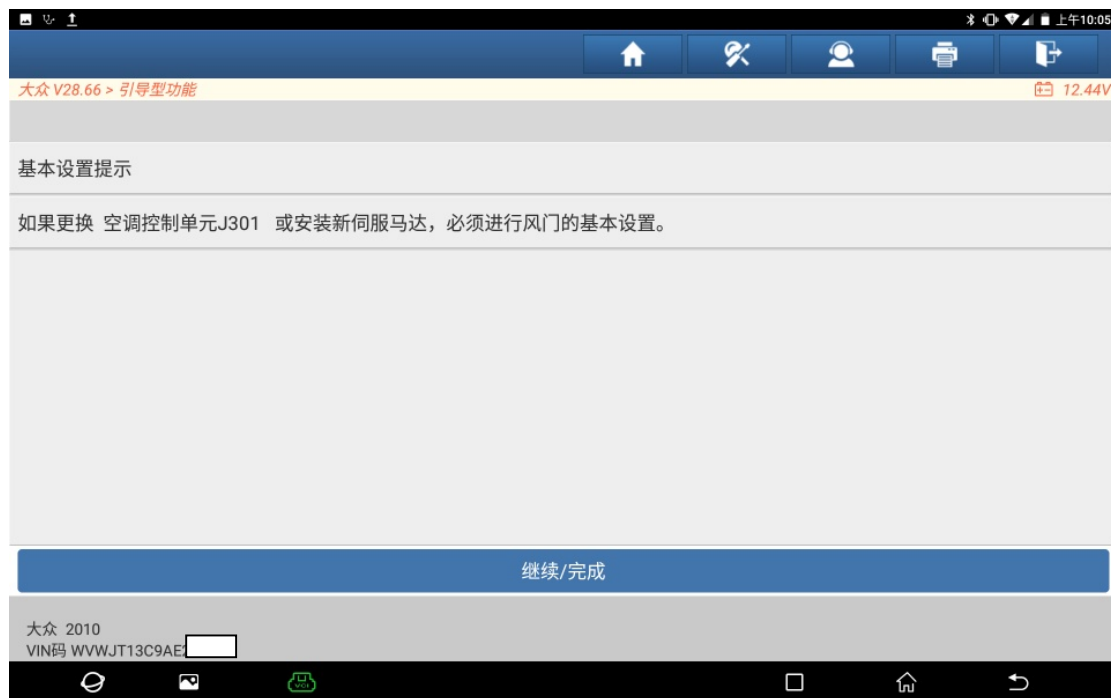 上午10:05
大众 V28.66 > 引导型功能
12.44V
基本设置提示
如果更换 空调控制单元J301 或安装新伺服马达，必须进行风门的基本设置。
继续/完成
大众 2010
VIN码 WVWJT13C9AE
VCI